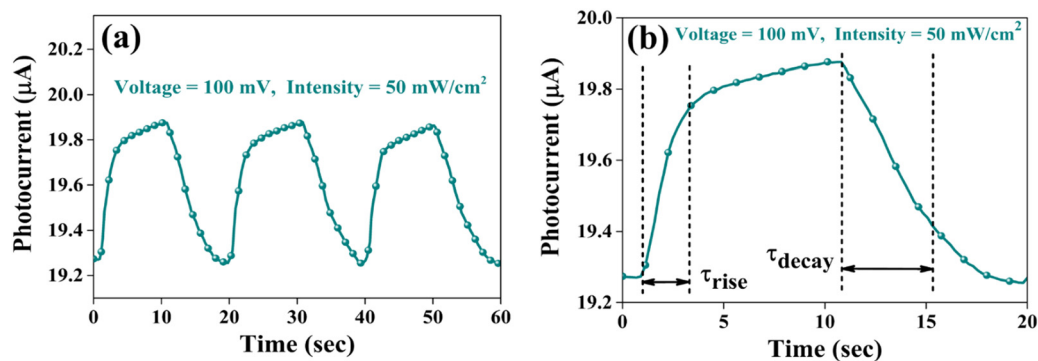 (a)
Voltage = 100 mV, Intensity = 50 mW/cm²
Photocurrent (µA)
20.2
20.0
19.8
19.6
19.4
19.2
0 10 20 30 40 50 60
Time (sec)
(b)
Voltage = 100 mV, Intensity = 50 mW/cm²
Photocurrent (µA)
20.0
19.8
19.6
19.4
19.2
τrise
τdecay
0 5 10 15 20
Time (sec)